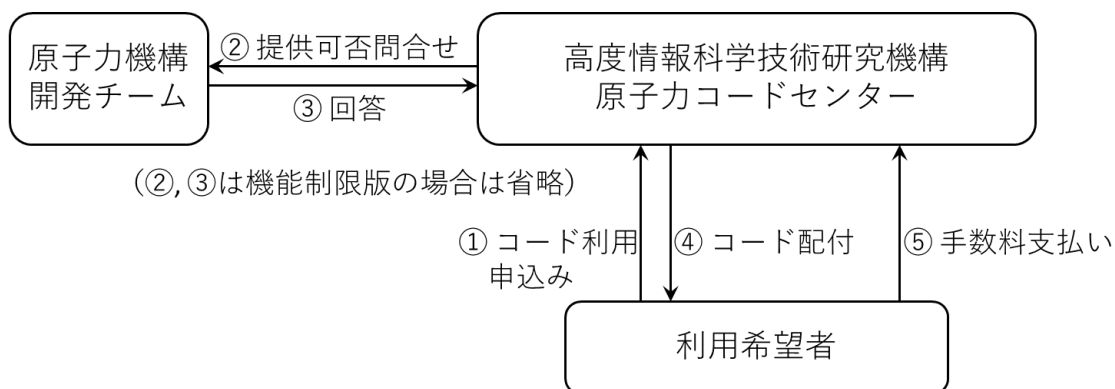 原子力機構
開発チーム
② 提供可否問合せ
③ 回答
高度情報科学技術研究機構
原子力コードセンター
（②, ③は機能制限版の場合は省略）
① コード利用
申込み
④ コード配付
⑤ 手数料支払い
利用希望者